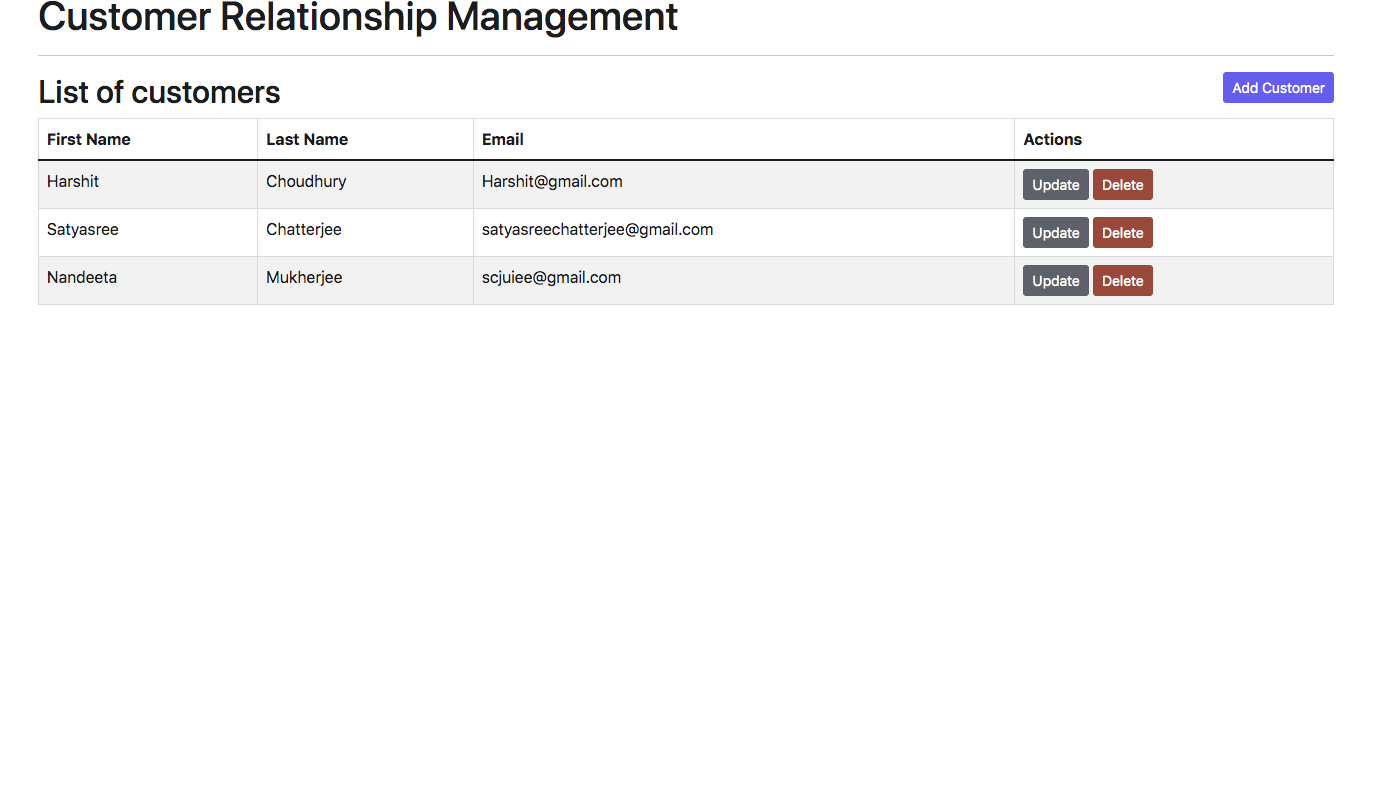 Customer Relationship Management
List of customers
Add Customer
First Name Last Name Email Actions
Harshit Choudhury Harshit@gmail.com Update Delete
Satyasree Chatterjee satyasreechatterjee@gmail.com Update Delete
Nandeeta Mukherjee scjuiee@gmail.com Update Delete